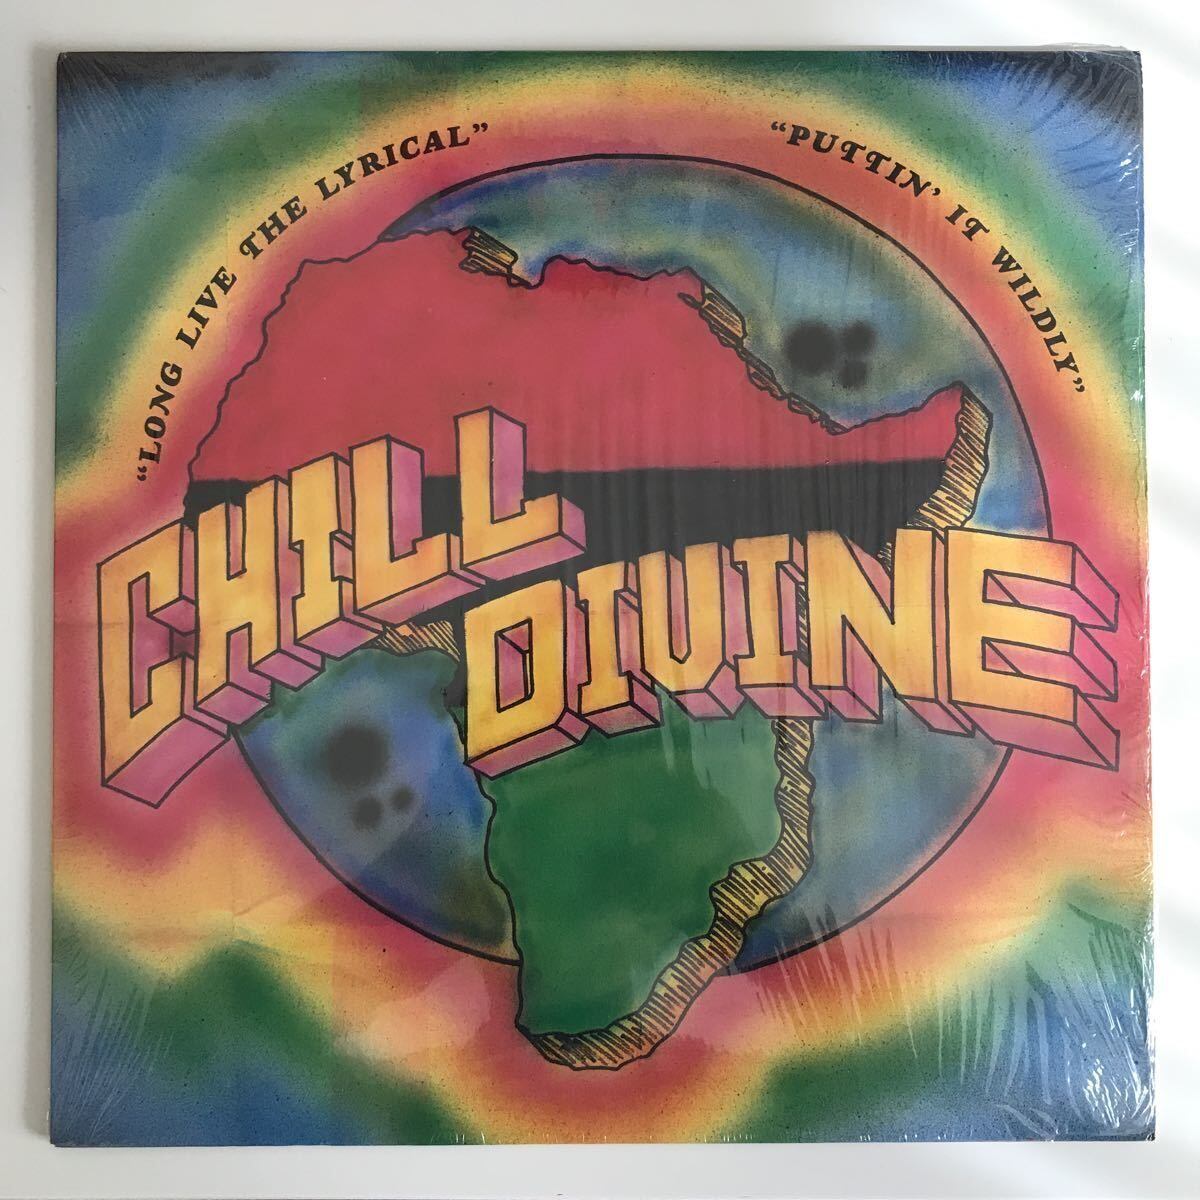 “LONG LIVE THE LYRICAL”
“PUTTIN’ IT WILDLY”
CHILL
DIVINE